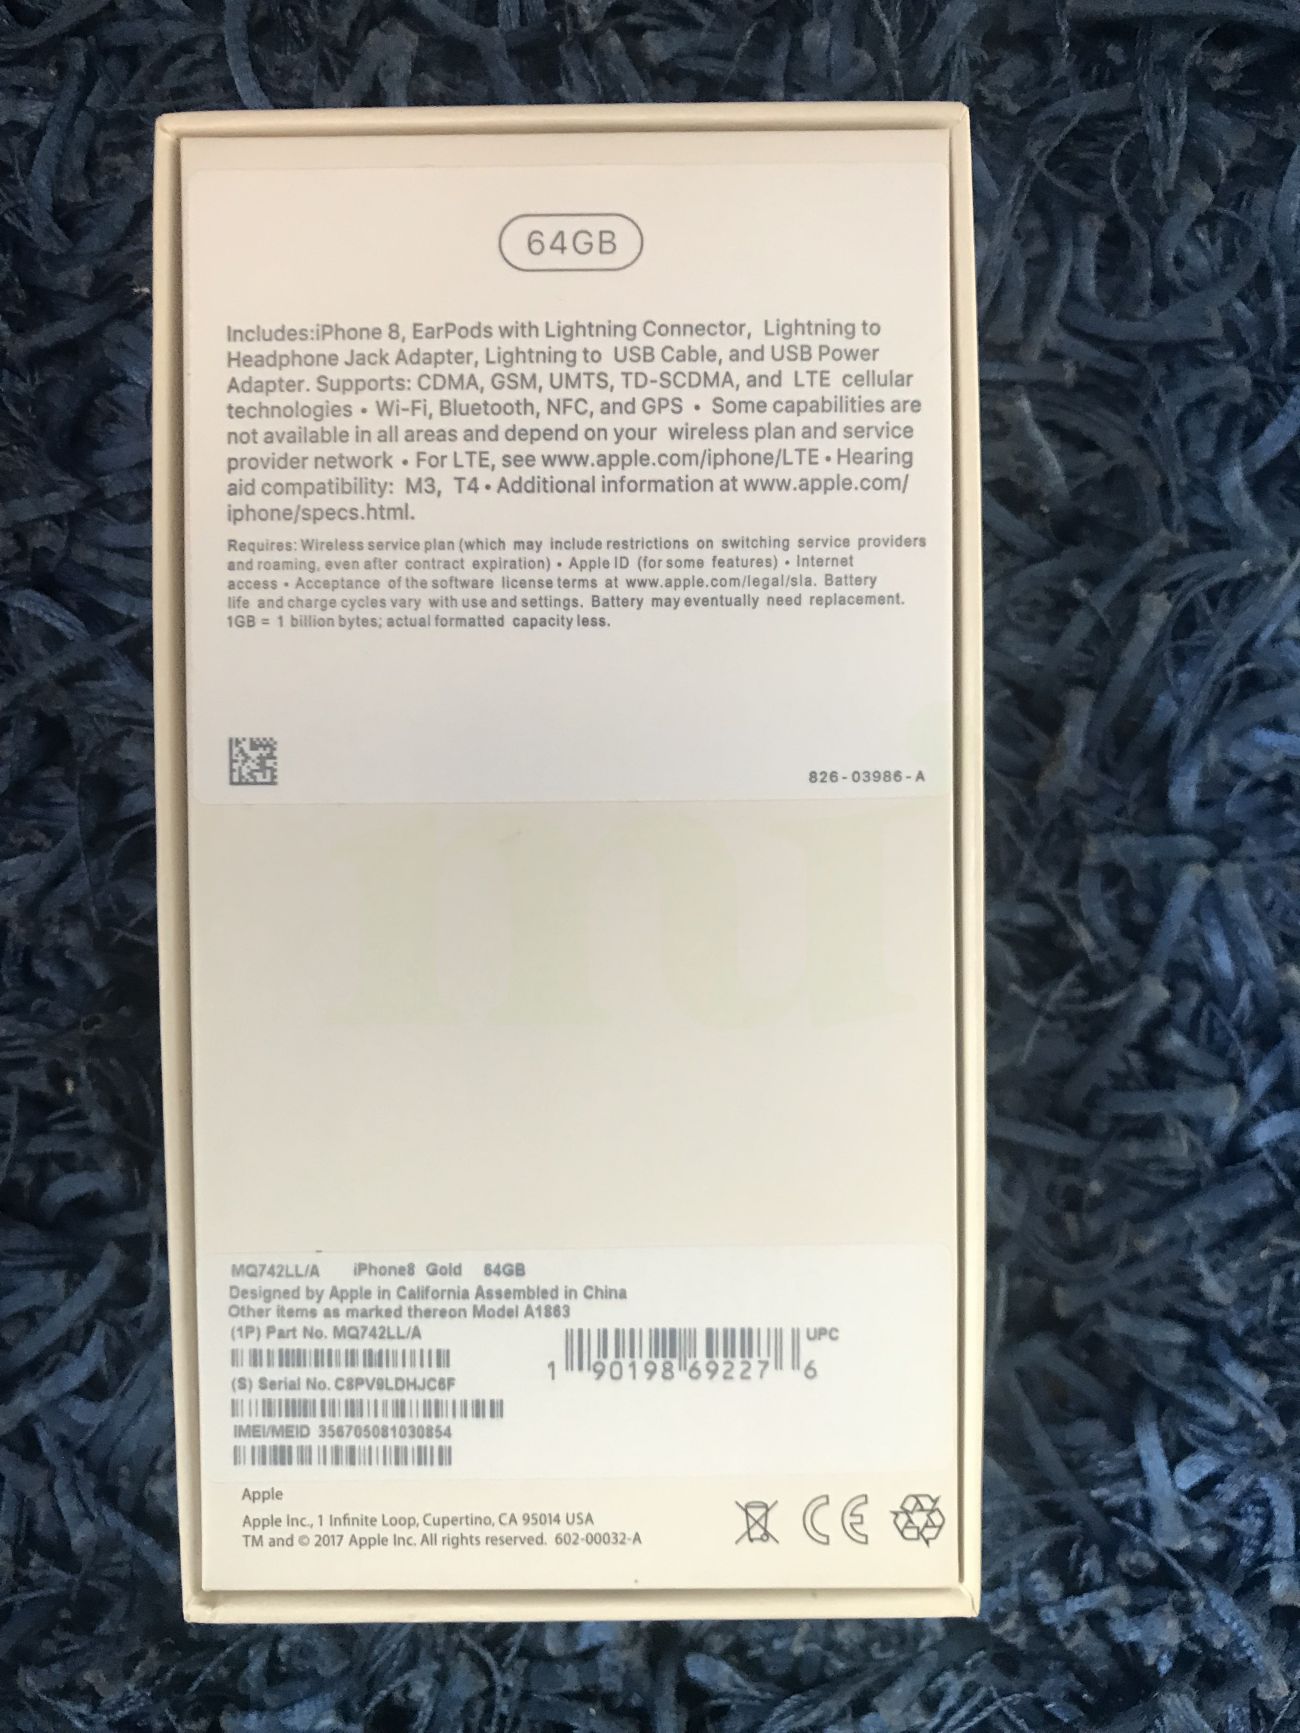 64GB
Includes:iPhone 8, EarPods with Lightning Connector, Lightning to
Headphone Jack Adapter, Lightning to USB Cable, and USB Power
Adapter. Supports: CDMA, GSM, UMTS, TD-SCDMA, and LTE cellular
technologies • Wi-Fi, Bluetooth, NFC, and GPS • Some capabilities are
not available in all areas and depend on your wireless plan and service
provider network • For LTE, see www.apple.com/iphone/LTE • Hearing
aid compatibility: M3, T4 • Additional information at www.apple.com/
iphone/specs.html.
Requires: Wireless service plan (which may include restrictions on switching service providers
and roaming, even after contract expiration) • Apple ID (for some features) • Internet
access • Acceptance of the software license terms at www.apple.com/legal/sla. Battery
life and charge cycles vary with use and settings. Battery may eventually need replacement.
1GB = 1 billion bytes; actual formatted capacity less.
826-03986-A
MQ742LL/A iPhone8 Gold 64GB
Designed by Apple in California Assembled in China
Other items as marked thereon Model A1863
(1P) Part No. MQ742LL/A
UPC
1 90198 69227 6
(S) Serial No. C8PV9LDHJC6F
IMEI/MEID 356705081030854
Apple
Apple Inc., 1 Infinite Loop, Cupertino, CA 95014 USA
TM and © 2017 Apple Inc. All rights reserved. 602-00032-A
CE